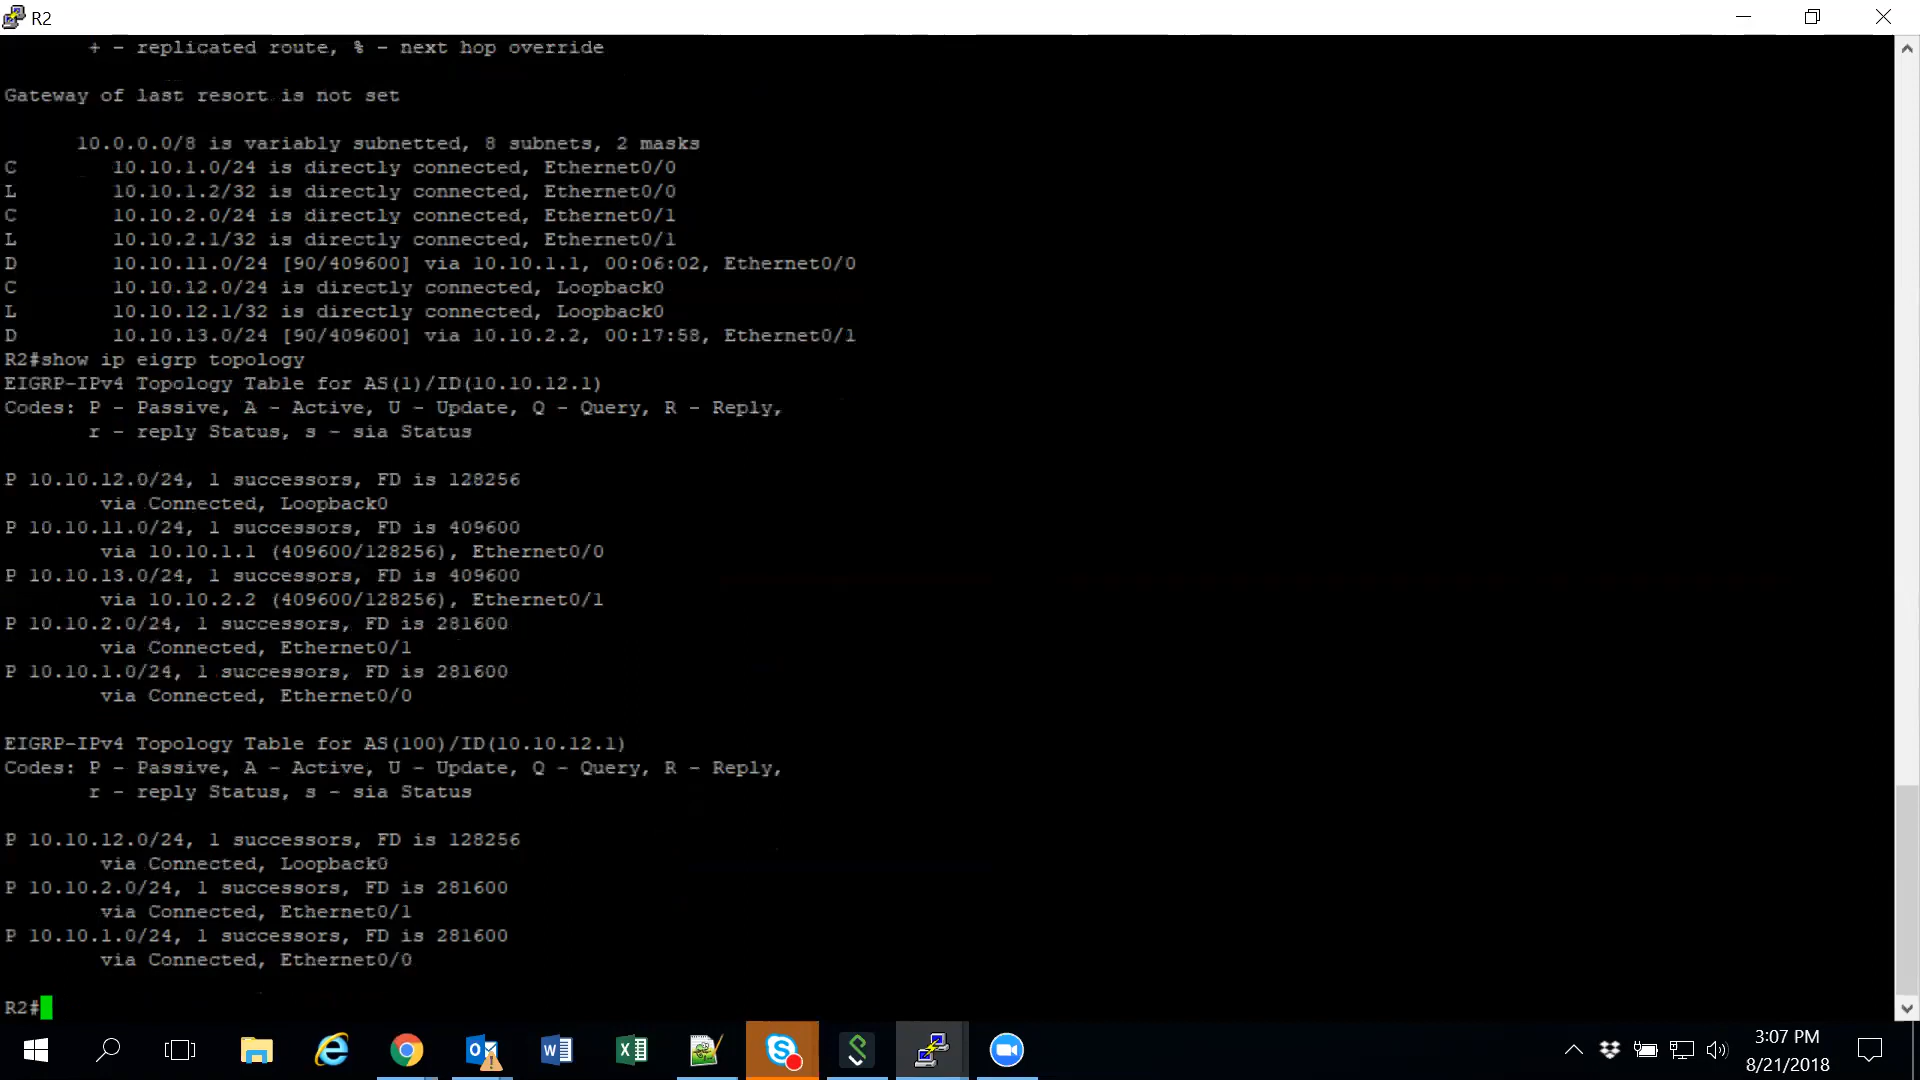 R2
+ - replicated route, % - next hop override
Gateway of last resort is not set
10.0.0.0/8 is variably subnetted, 8 subnets, 2 masks
C 10.10.1.0/24 is directly connected, Ethernet0/0
L 10.10.1.2/32 is directly connected, Ethernet0/0
C 10.10.2.0/24 is directly connected, Ethernet0/1
L 10.10.2.1/32 is directly connected, Ethernet0/1
D 10.10.11.0/24 [90/409600] via 10.10.1.1, 00:06:02, Ethernet0/0
C 10.10.12.0/24 is directly connected, Loopback0
L 10.10.12.1/32 is directly connected, Loopback0
D 10.10.13.0/24 [90/409600] via 10.10.2.2, 00:17:58, Ethernet0/1
R2#show ip eigrp topology
EIGRP-IPv4 Topology Table for AS(1)/ID(10.10.12.1)
Codes: P - Passive, A - Active, U - Update, Q - Query, R - Reply,
r - reply Status, s - sia Status
P 10.10.12.0/24, 1 successors, FD is 128256
via Connected, Loopback0
P 10.10.11.0/24, 1 successors, FD is 409600
via 10.10.1.1 (409600/128256), Ethernet0/0
P 10.10.13.0/24, 1 successors, FD is 409600
via 10.10.2.2 (409600/128256), Ethernet0/1
P 10.10.2.0/24, 1 successors, FD is 281600
via Connected, Ethernet0/1
P 10.10.1.0/24, 1 successors, FD is 281600
via Connected, Ethernet0/0
EIGRP-IPv4 Topology Table for AS(100)/ID(10.10.12.1)
Codes: P - Passive, A - Active, U - Update, Q - Query, R - Reply,
r - reply Status, s - sia Status
P 10.10.12.0/24, 1 successors, FD is 128256
via Connected, Loopback0
P 10.10.2.0/24, 1 successors, FD is 281600
via Connected, Ethernet0/1
P 10.10.1.0/24, 1 successors, FD is 281600
via Connected, Ethernet0/0
R2#
3:07 PM
8/21/2018